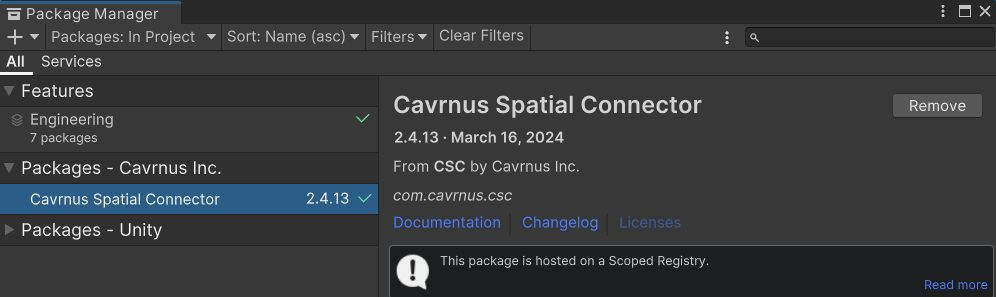 Package Manager
Packages: In Project
Sort: Name (asc)
Filters
Clear Filters
All
Services
Features
Engineering
7 packages
Packages - Cavrnus Inc.
Cavrnus Spatial Connector 2.4.13
Packages - Unity
Cavrnus Spatial Connector
Remove
2.4.13 · March 16, 2024
From CSC by Cavrnus Inc.
com.cavrnus.csc
Documentation
Changelog
Licenses
This package is hosted on a Scoped Registry.
Read more